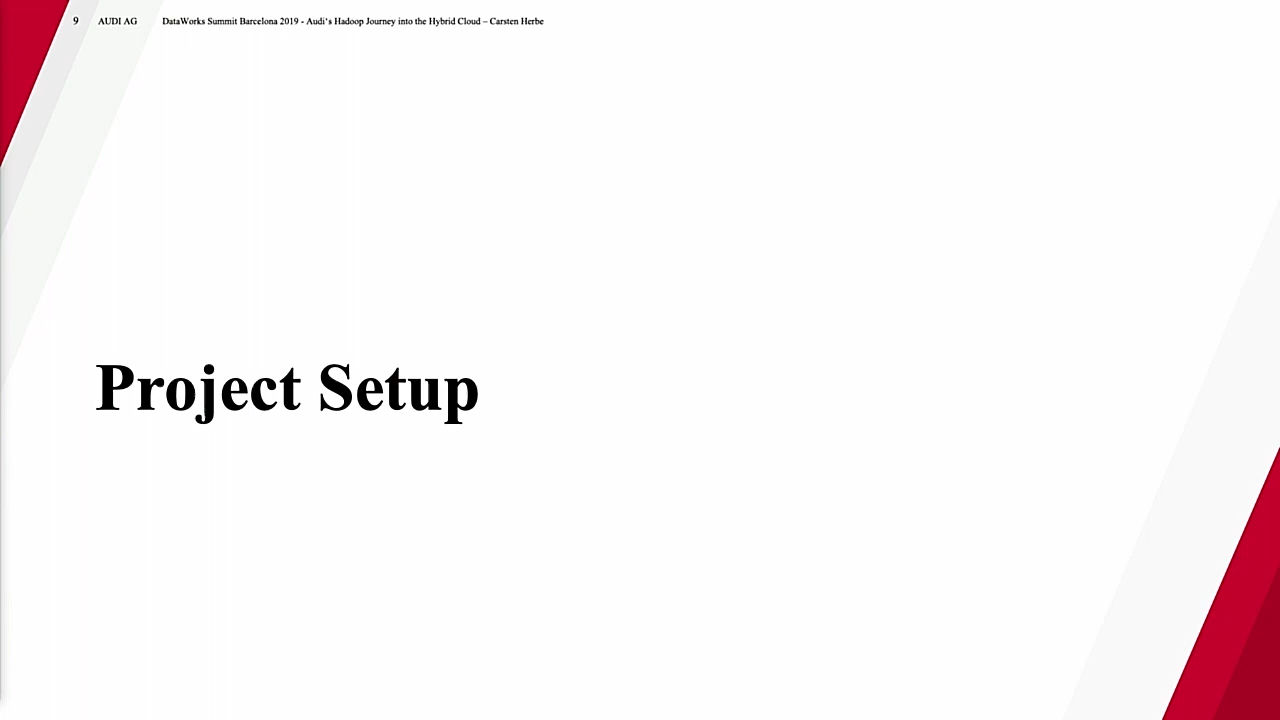 9 AUDI AG DataWorks Summit Barcelona 2019 - Audi‘s Hadoop Journey into the Hybrid Cloud – Carsten Herbe
Project Setup